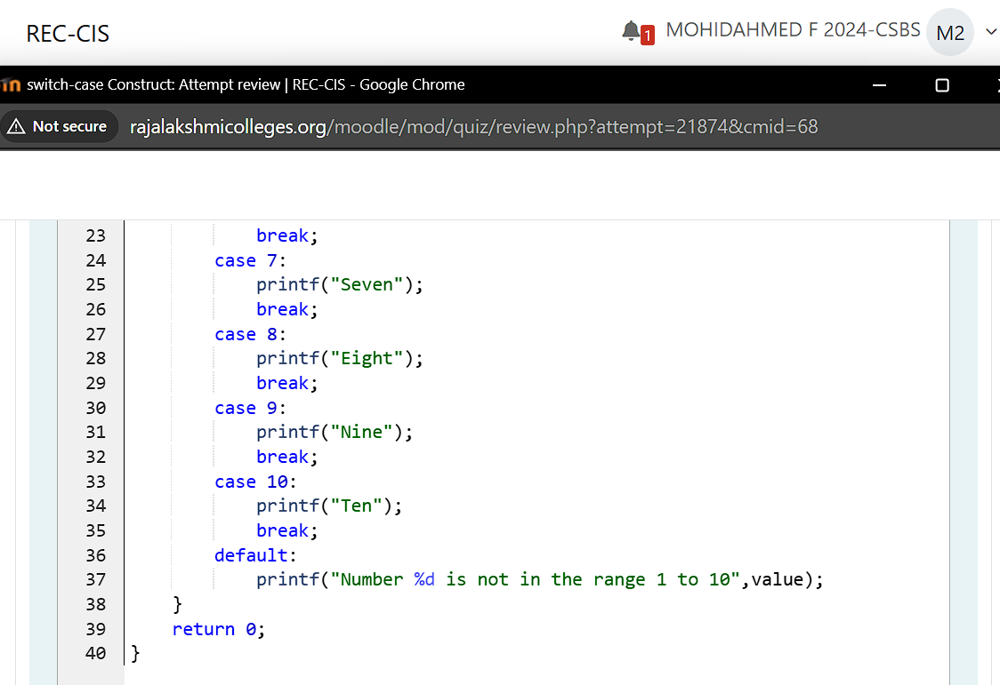 REC-CIS
1 MOHIDAHMED F 2024-CSBS M2
switch-case Construct: Attempt review | REC-CIS - Google Chrome
Not secure rajalakshmicolleges.org/moodle/mod/quiz/review.php?attempt=21874&cmid=68
23 break;
24 case 7:
25 printf("Seven");
26 break;
27 case 8:
28 printf("Eight");
29 break;
30 case 9:
31 printf("Nine");
32 break;
33 case 10:
34 printf("Ten");
35 break;
36 default:
37 printf("Number %d is not in the range 1 to 10",value);
38 }
39 return 0;
40 }